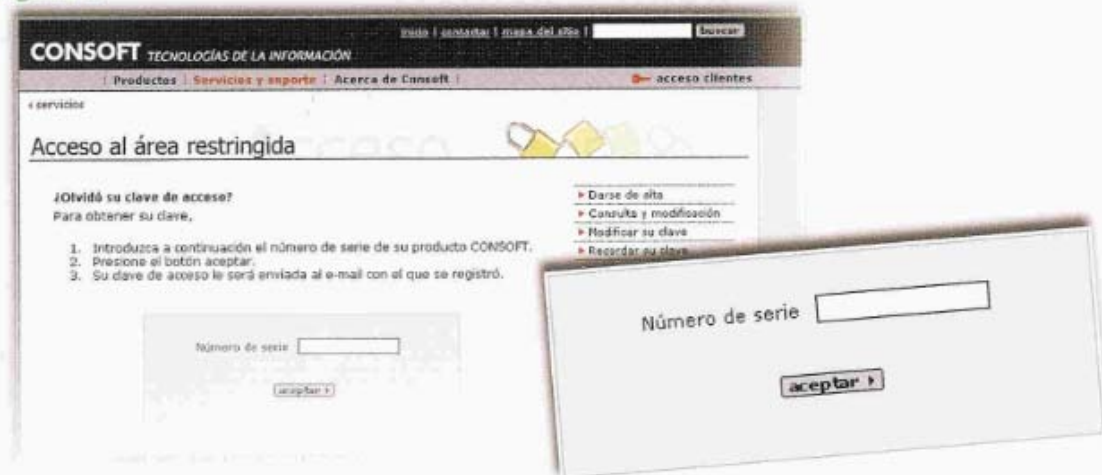 inicio | contactar | mapa del sitio | buscar
CONSOFT TECNOLOGÍAS DE LA INFORMACIÓN
| Productos | Servicios y soporte | Acerca de Consoft |
acceso clientes
servicios
Acceso al área restringida
¿Olvidó su clave de acceso?
Para obtener su clave,
1. Introduzca a continuación el número de serie de su producto CONSOFT.
2. Presione el botón aceptar.
3. Su clave de acceso le será enviada al e-mail con el que se registró.
Darse de alta
Consulta y modificación
Modificar su clave
Recordar su clave
Número de serie
aceptar
Número de serie
aceptar